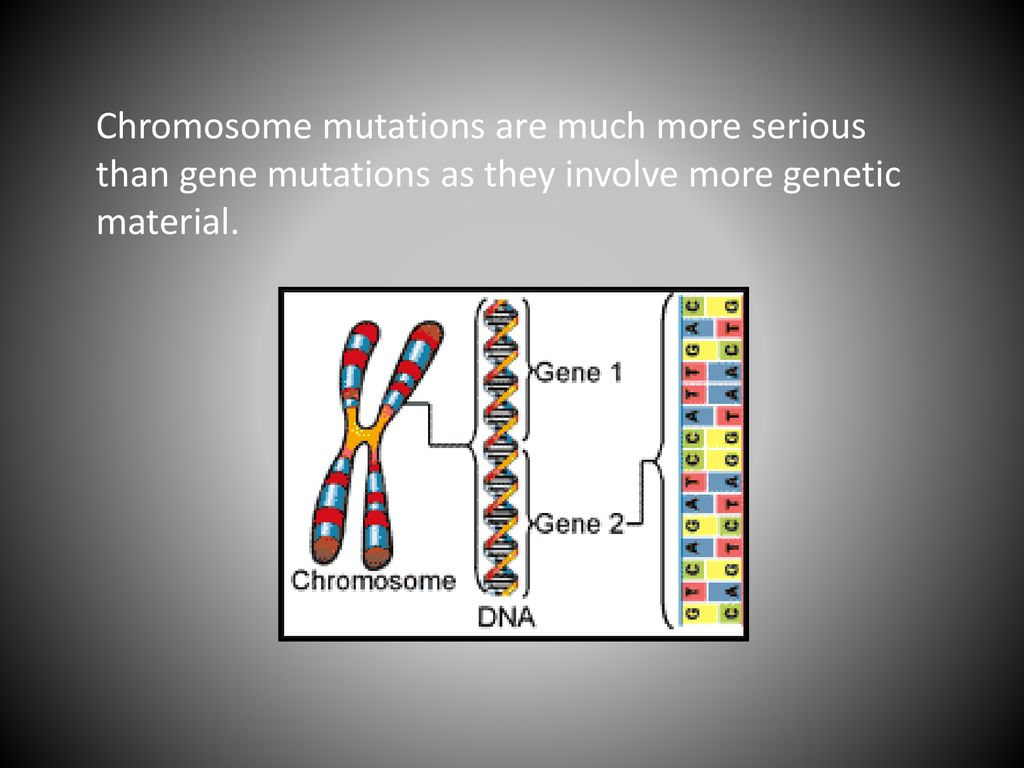 Chromosome mutations are much more serious
than gene mutations as they involve more genetic
material.
Chromosome
DNA
Gene 1
Gene 2
G T C A G A T C C A T T G A C
C A G T C T A G G T A A C T G